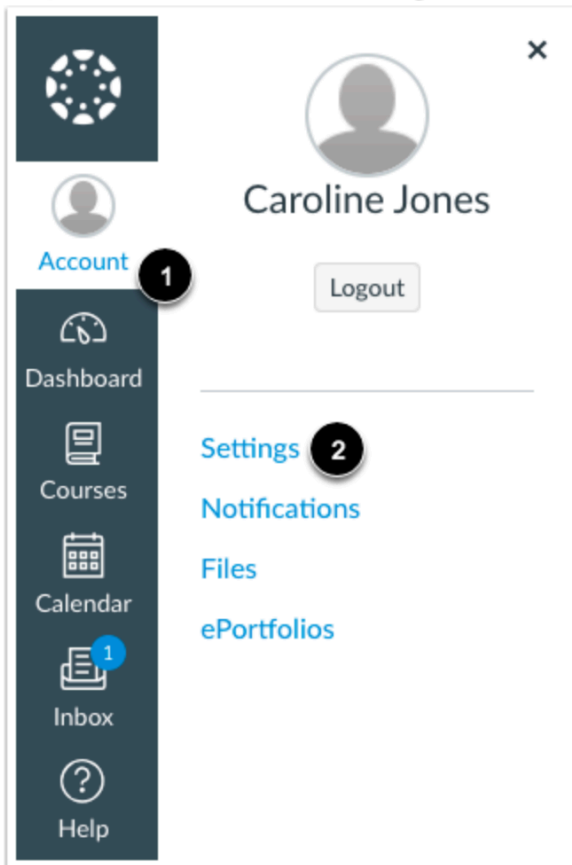 ×
Caroline Jones
Logout
Account
1
Dashboard
Courses
Calendar
1
Inbox
Help
Settings 2
Notifications
Files
ePortfolios